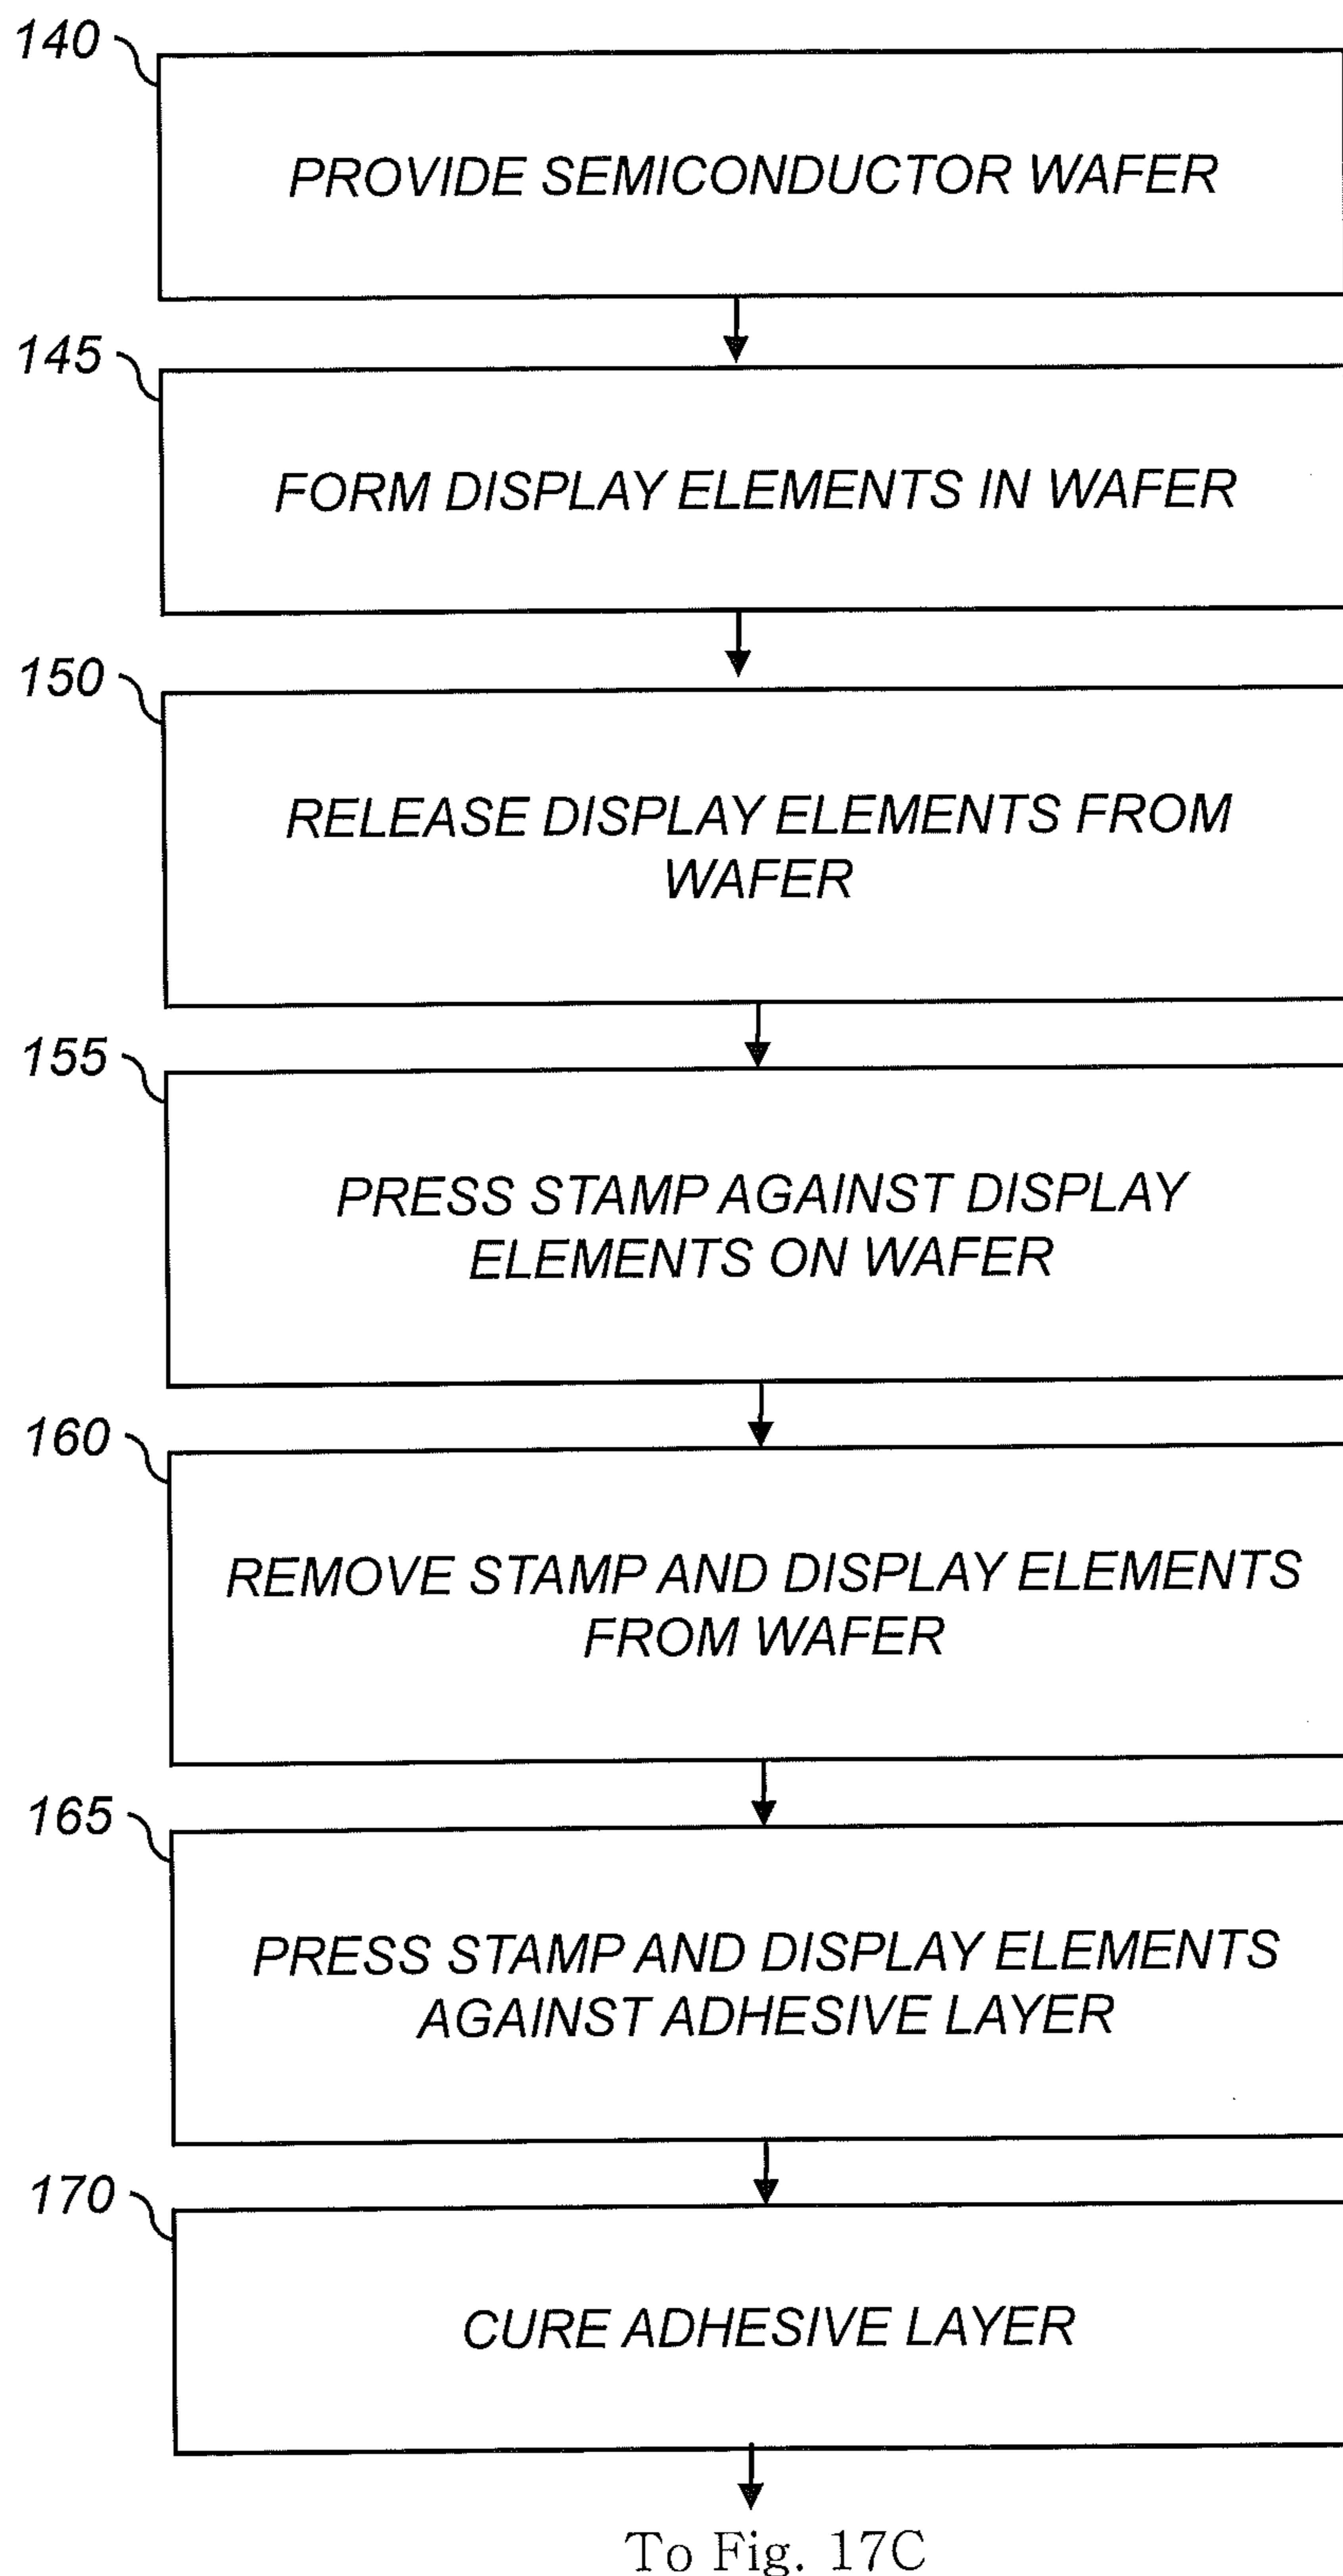 140
PROVIDE SEMICONDUCTOR WAFER
145
FORM DISPLAY ELEMENTS IN WAFER
150
RELEASE DISPLAY ELEMENTS FROM
WAFER
155
PRESS STAMP AGAINST DISPLAY
ELEMENTS ON WAFER
160
REMOVE STAMP AND DISPLAY ELEMENTS
FROM WAFER
165
PRESS STAMP AND DISPLAY ELEMENTS
AGAINST ADHESIVE LAYER
170
CURE ADHESIVE LAYER
To Fig. 17C